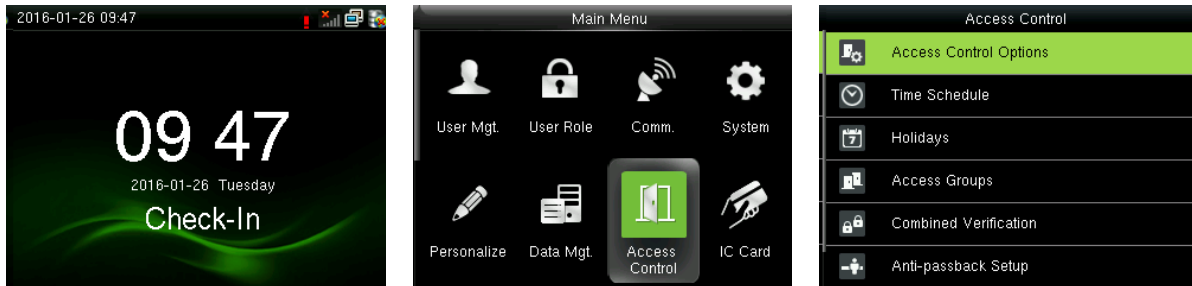 2016-01-26 09:47
09 47
2016-01-26 Tuesday
Check-In
Main Menu
User Mgt.
User Role
Comm.
System
Personalize
Data Mgt.
Access
Control
IC Card
Access Control
Access Control Options
Time Schedule
7
Holidays
Access Groups
Combined Verification
Anti-passback Setup